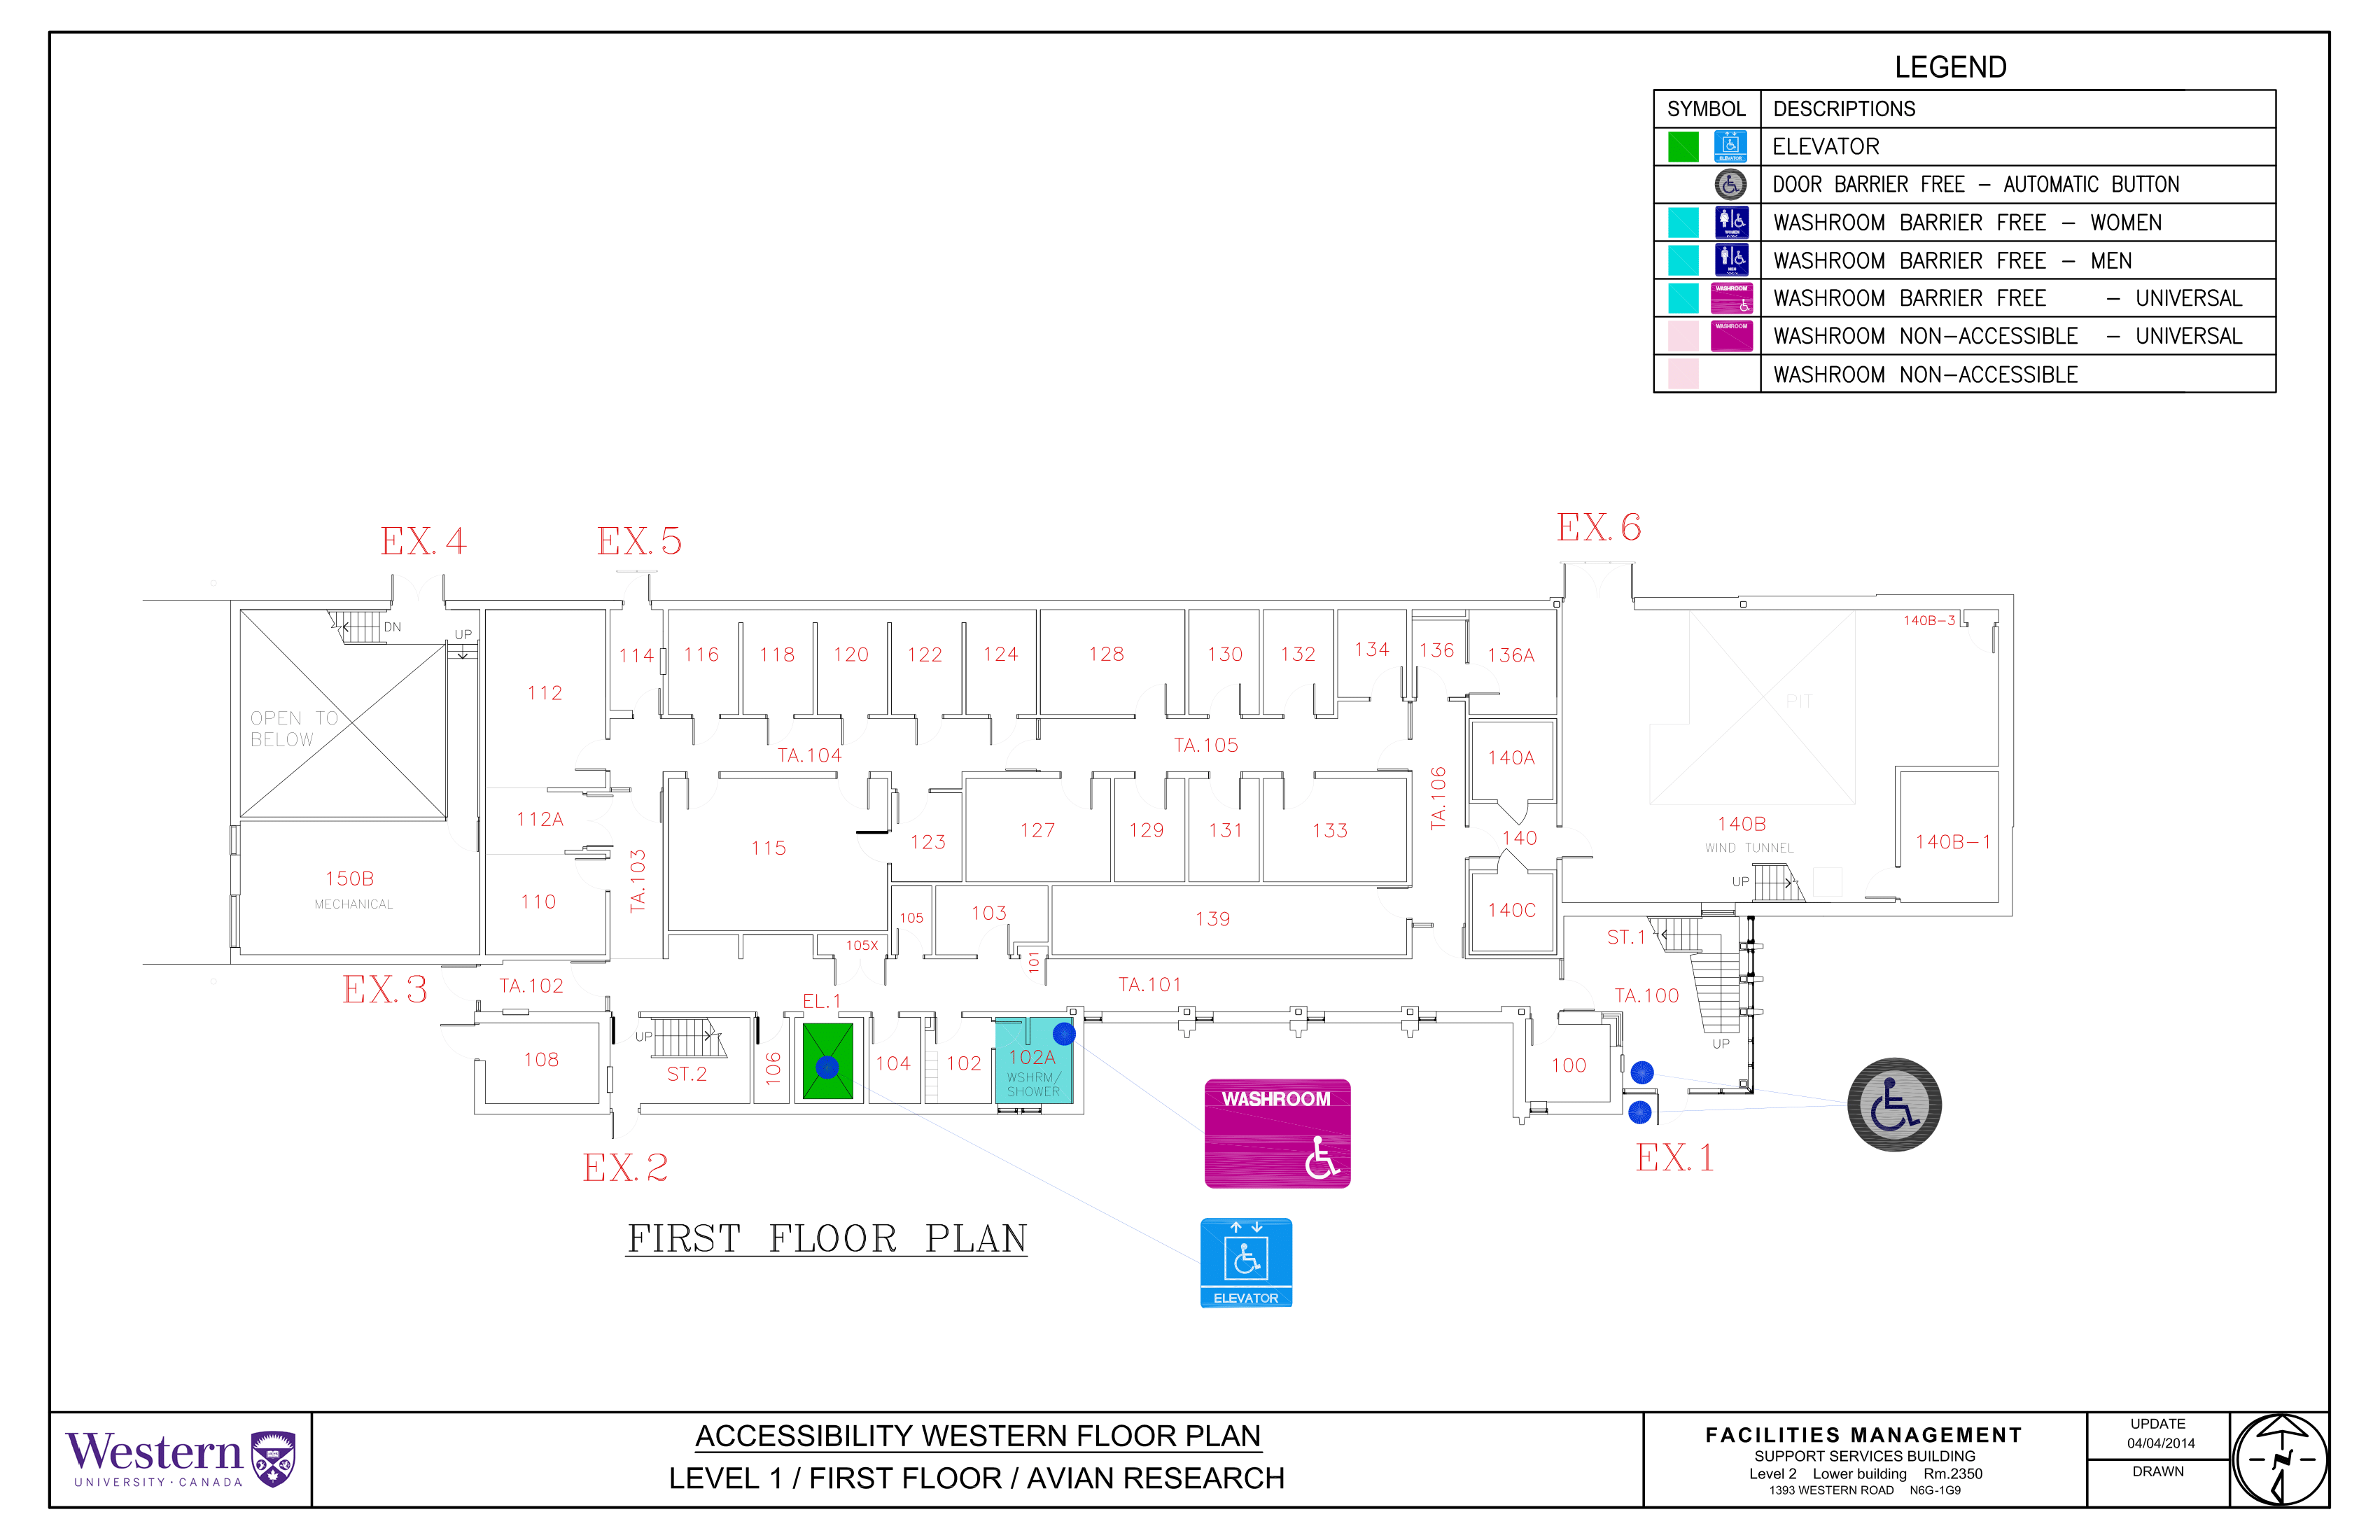 LEGEND
SYMBOL DESCRIPTIONS
ELEVATOR ELEVATOR
DOOR BARRIER FREE – AUTOMATIC BUTTON
WOMEN WASHROOM BARRIER FREE – WOMEN
MEN WASHROOM BARRIER FREE – MEN
WASHROOM WASHROOM BARRIER FREE – UNIVERSAL
WASHROOM WASHROOM NON–ACCESSIBLE – UNIVERSAL
WASHROOM NON–ACCESSIBLE
EX.4 EX.5 EX.6
DN
UP
140B–3
114 116 118 120 122 124 128 130 132 134 136 136A
112
PIT
OPEN TO
BELOW
TA.104
TA.105
140A
TA.106
112A
115 123 127 129 131 133 140
140B
WIND TUNNEL
140B–1
150B
MECHANICAL
TA.103
110
UP
105 103 139 140C
105X
101
ST.1
EX.3
TA.102
EL.1
TA.101
TA.100
UP
UP
108
ST.2
106
104
102
102A
WSHRM/
SHOWER
100
WASHROOM
EX.2
EX.1
FIRST FLOOR PLAN
ELEVATOR
Western
UNIVERSITY · CANADA
ACCESSIBILITY WESTERN FLOOR PLAN
LEVEL 1 / FIRST FLOOR / AVIAN RESEARCH
FACILITIES MANAGEMENT
SUPPORT SERVICES BUILDING
Level 2 Lower building Rm.2350
1393 WESTERN ROAD N6G-1G9
UPDATE
04/04/2014
DRAWN
N